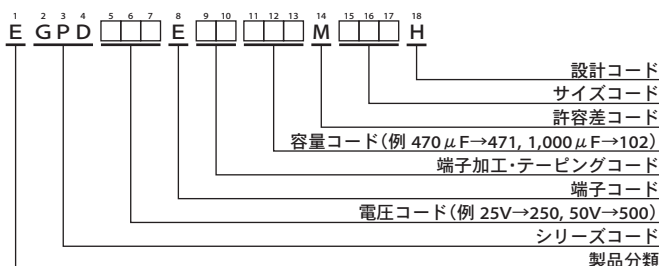 1 2 3 4 5 6 7 8 9 10 11 12 13 14 15 16 17 18
E GPD □□□ E □□ □□□ M □□□ H
設計コード
サイズコード
許容差コード
容量コード(例 470μF→471, 1,000μF→102)
端子加工・テーピングコード
端子コード
電圧コード(例 25V→250, 50V→500)
シリーズコード
製品分類